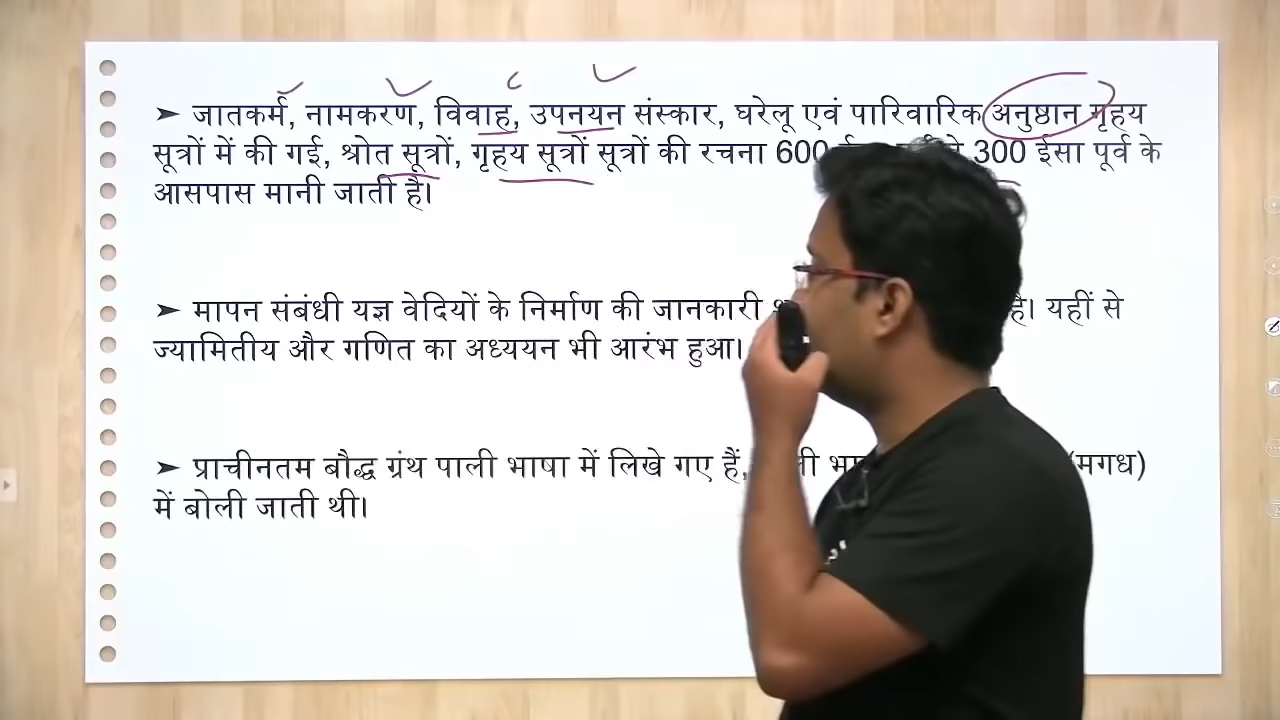 ➤ जातकर्म, नामकरण, विवाह, उपनयन संस्कार, घरेलू एवं पारिवारिक अनुष्ठान गृहय
सूत्रों में की गई, श्रोत सूत्रों, गृहय सूत्रों सूत्रों की रचना 600 300 ईसा पूर्व के
आसपास मानी जाती है।
➤ मापन संबंधी यज्ञ वेदियों के निर्माण की जानकारी है। यहीं से
ज्यामितीय और गणित का अध्ययन भी आरंभ हुआ।
➤ प्राचीनतम बौद्ध ग्रंथ पाली भाषा में लिखे गए हैं, (मगध)
में बोली जाती थी।